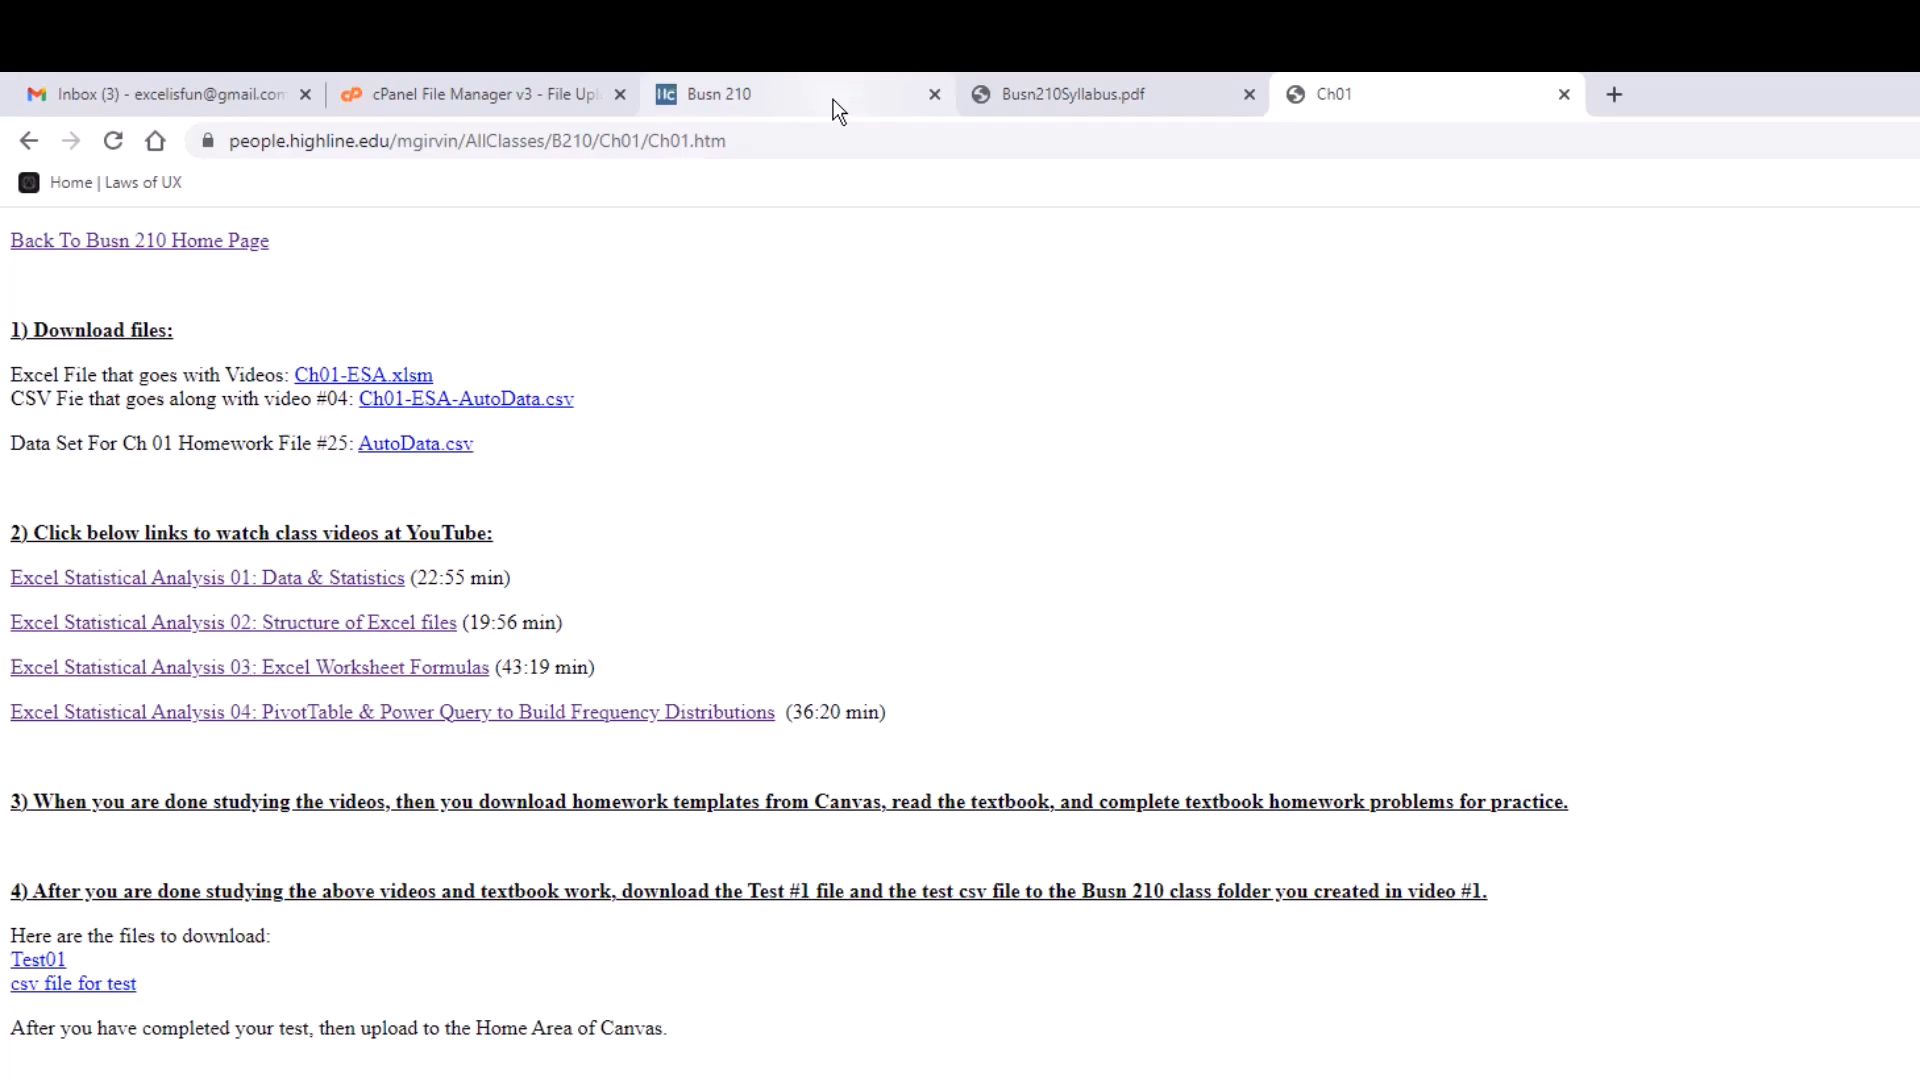 Inbox (3) - excelisfun@gmail.com
cPanel File Manager v3 - File Upl
Busn 210
Busn210Syllabus.pdf
Ch01
people.highline.edu/mgirvin/AllClasses/B210/Ch01/Ch01.htm
Home | Laws of UX
Back To Busn 210 Home Page
1) Download files:
Excel File that goes with Videos: Ch01-ESA.xlsm
CSV Fie that goes along with video #04: Ch01-ESA-AutoData.csv
Data Set For Ch 01 Homework File #25: AutoData.csv
2) Click below links to watch class videos at YouTube:
Excel Statistical Analysis 01: Data & Statistics (22:55 min)
Excel Statistical Analysis 02: Structure of Excel files (19:56 min)
Excel Statistical Analysis 03: Excel Worksheet Formulas (43:19 min)
Excel Statistical Analysis 04: PivotTable & Power Query to Build Frequency Distributions (36:20 min)
3) When you are done studying the videos, then you download homework templates from Canvas, read the textbook, and complete textbook homework problems for practice.
4) After you are done studying the above videos and textbook work, download the Test #1 file and the test csv file to the Busn 210 class folder you created in video #1.
Here are the files to download:
Test01
csv file for test
After you have completed your test, then upload to the Home Area of Canvas.